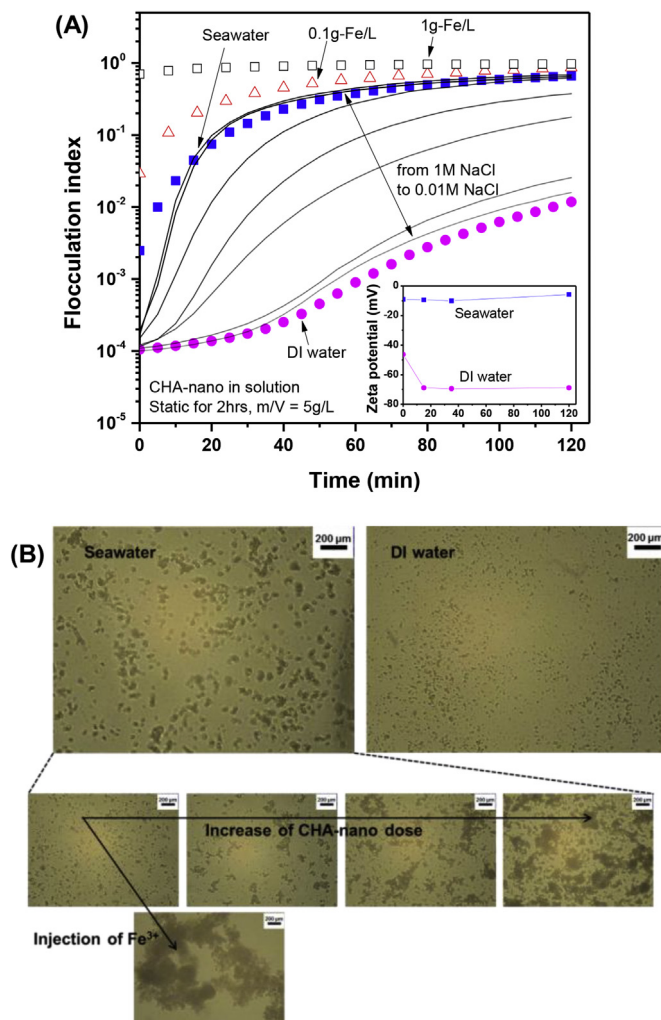 (A)
Seawater
0.1g-Fe/L
1g-Fe/L
10^0
10^-1
10^-2
10^-3
10^-4
10^-5
Flocculation index
from 1M NaCl
to 0.01M NaCl
DI water
CHA-nano in solution
Static for 2hrs, m/V = 5g/L
Zeta potential (mV)
0
-20
-40
-60
-80
Seawater
DI water
0 20 40 60 80 100 120
0 20 40 60 80 100 120
Time (min)
(B)
Seawater
200 µm
DI water
200 µm
200 µm
200 µm
200 µm
200 µm
Increase of CHA-nano dose
Injection of Fe³⁺
200 µm